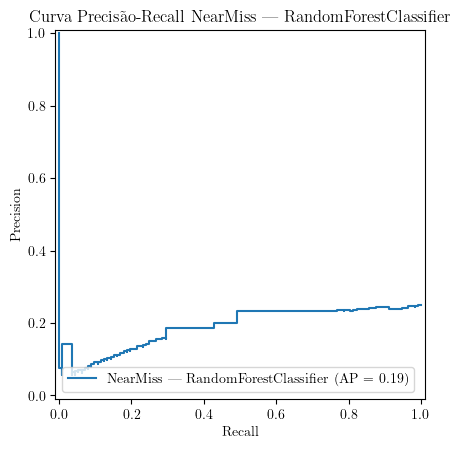 Curva Precisão-Recall NearMiss — RandomForestClassifier
1.0
0.8
0.6
0.4
0.2
0.0
Precision
NearMiss — RandomForestClassifier (AP = 0.19)
0.0 0.2 0.4 0.6 0.8 1.0
Recall